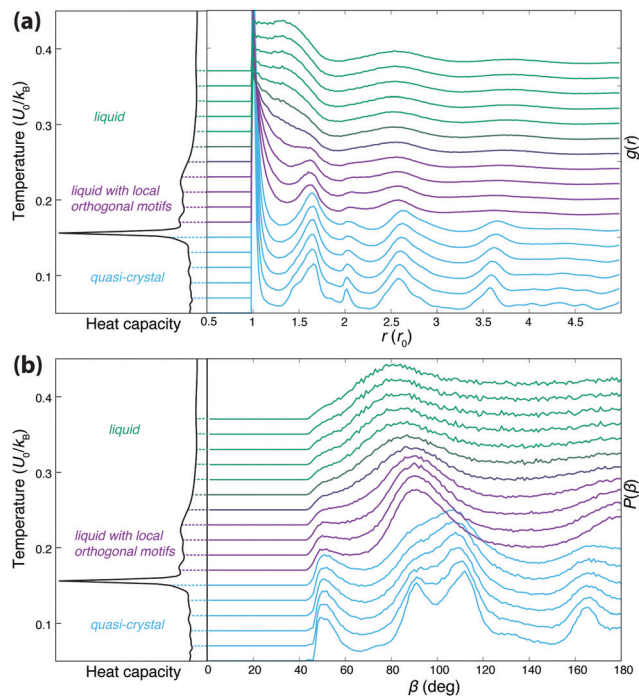 (a)
0.4
0.3
0.2
0.1
Temperature (U0/kB)
liquid
liquid with local
orthogonal motifs
quasi-crystal
Heat capacity
0.5 1 1.5 2 2.5 3 3.5 4 4.5
r (r0)
g(r)
(b)
0.4
0.3
0.2
0.1
Temperature (U0/kB)
liquid
liquid with local
orthogonal motifs
quasi-crystal
Heat capacity
0 20 40 60 80 100 120 140 160 180
β (deg)
P(β)